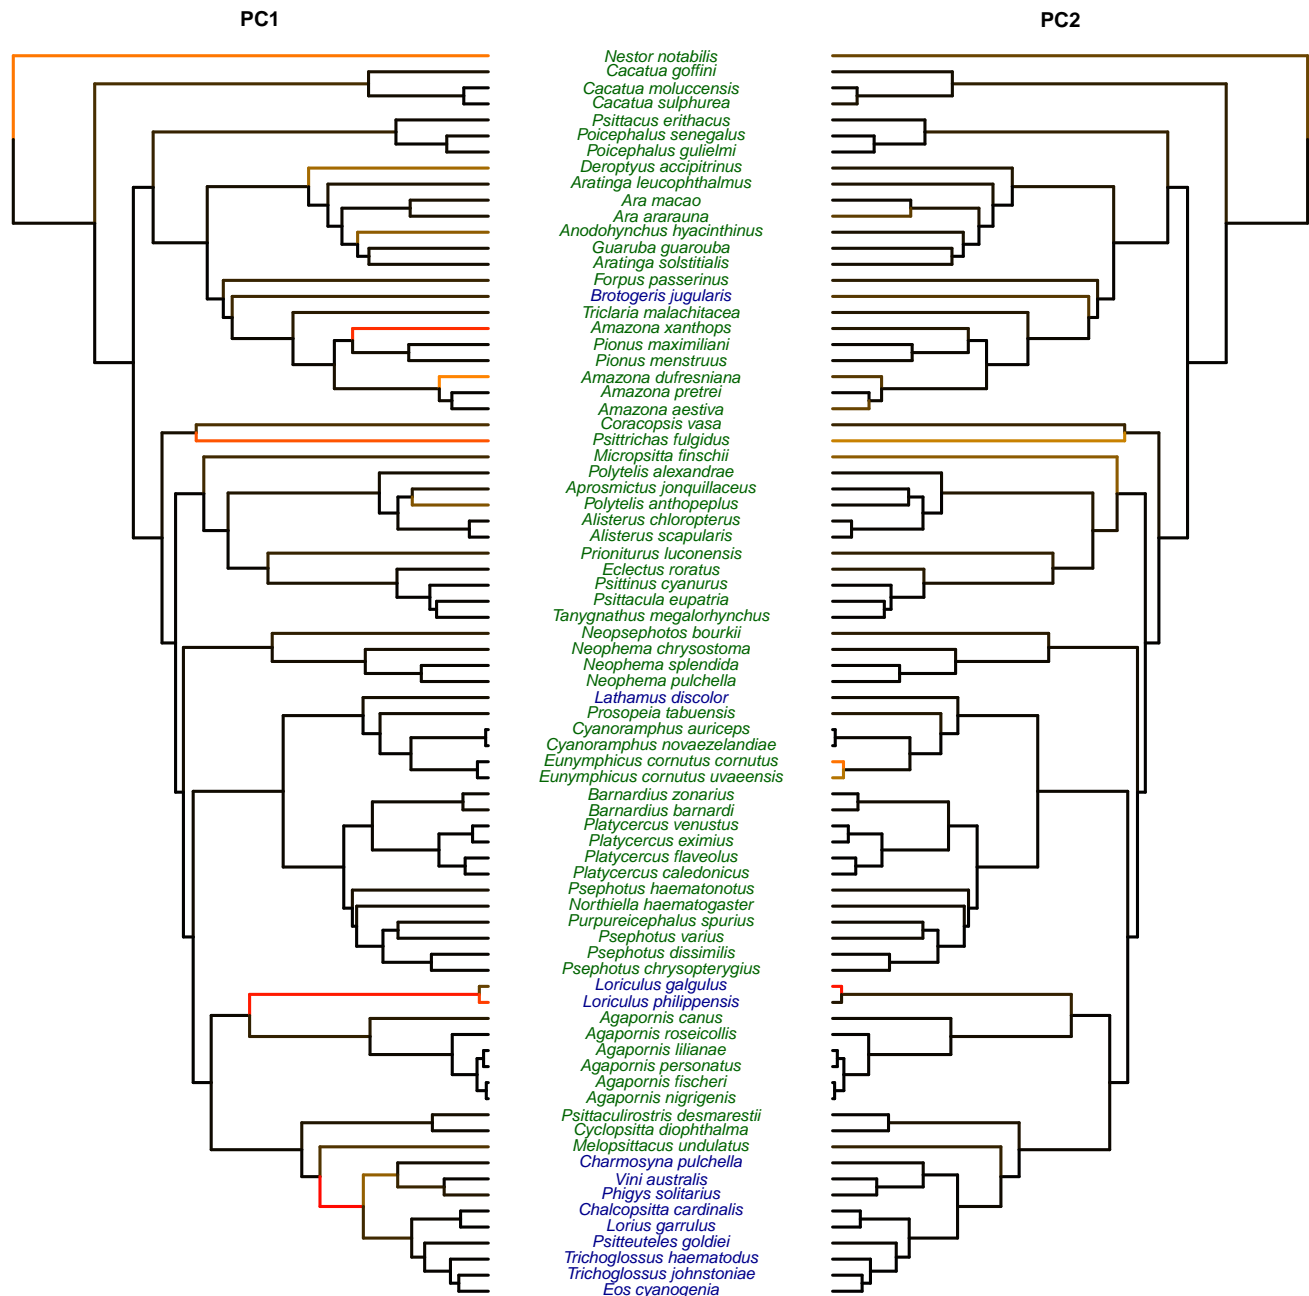 PC1
PC2
Nestor notabilis
Cacatua goffini
Cacatua moluccensis
Cacatua sulphurea
Psittacus erithacus
Poicephalus senegalus
Poicephalus gulielmi
Deroptyus accipitrinus
Aratinga leucophthalmus
Ara macao
Ara ararauna
Anodohynchus hyacinthinus
Guaruba guarouba
Aratinga solstitialis
Forpus passerinus
Brotogeris jugularis
Triclaria malachitacea
Amazona xanthops
Pionus maximiliani
Pionus menstruus
Amazona dufresniana
Amazona pretrei
Amazona aestiva
Coracopsis vasa
Psittrichas fulgidus
Micropsitta finschii
Polytelis alexandrae
Aprosmictus jonquillaceus
Polytelis anthopeplus
Alisterus chloropterus
Alisterus scapularis
Prioniturus luconensis
Eclectus roratus
Psittinus cyanurus
Psittacula eupatria
Tanygnathus megalorhynchus
Neopsephotos bourkii
Neophema chrysostoma
Neophema splendida
Neophema pulchella
Lathamus discolor
Prosopeia tabuensis
Cyanoramphus auriceps
Cyanoramphus novaezelandiae
Eunymphicus cornutus cornutus
Eunymphicus cornutus uvaeensis
Barnardius zonarius
Barnardius barnardi
Platycercus venustus
Platycercus eximius
Platycercus flaveolus
Platycercus caledonicus
Psephotus haematonotus
Northiella haematogaster
Purpureicephalus spurius
Psephotus varius
Psephotus dissimilis
Psephotus chrysopterygius
Loriculus galgulus
Loriculus philippensis
Agapornis canus
Agapornis roseicollis
Agapornis lilianae
Agapornis personatus
Agapornis fischeri
Agapornis nigrigenis
Psittaculirostris desmarestii
Cyclopsitta diophthalma
Melopsittacus undulatus
Charmosyna pulchella
Vini australis
Phigys solitarius
Chalcopsitta cardinalis
Lorius garrulus
Psitteuteles goldiei
Trichoglossus haematodus
Trichoglossus johnstoniae
Eos cyanogenia